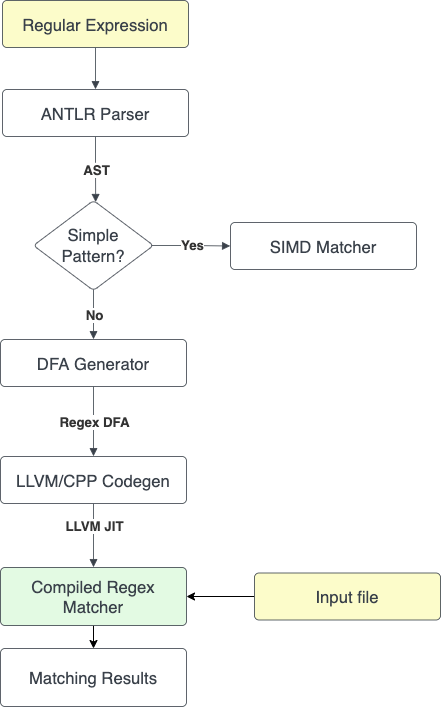 Regular Expression
ANTLR Parser
AST
Simple
Pattern?
Yes
SIMD Matcher
No
DFA Generator
Regex DFA
LLVM/CPP Codegen
LLVM JIT
Compiled Regex
Matcher
Input file
Matching Results